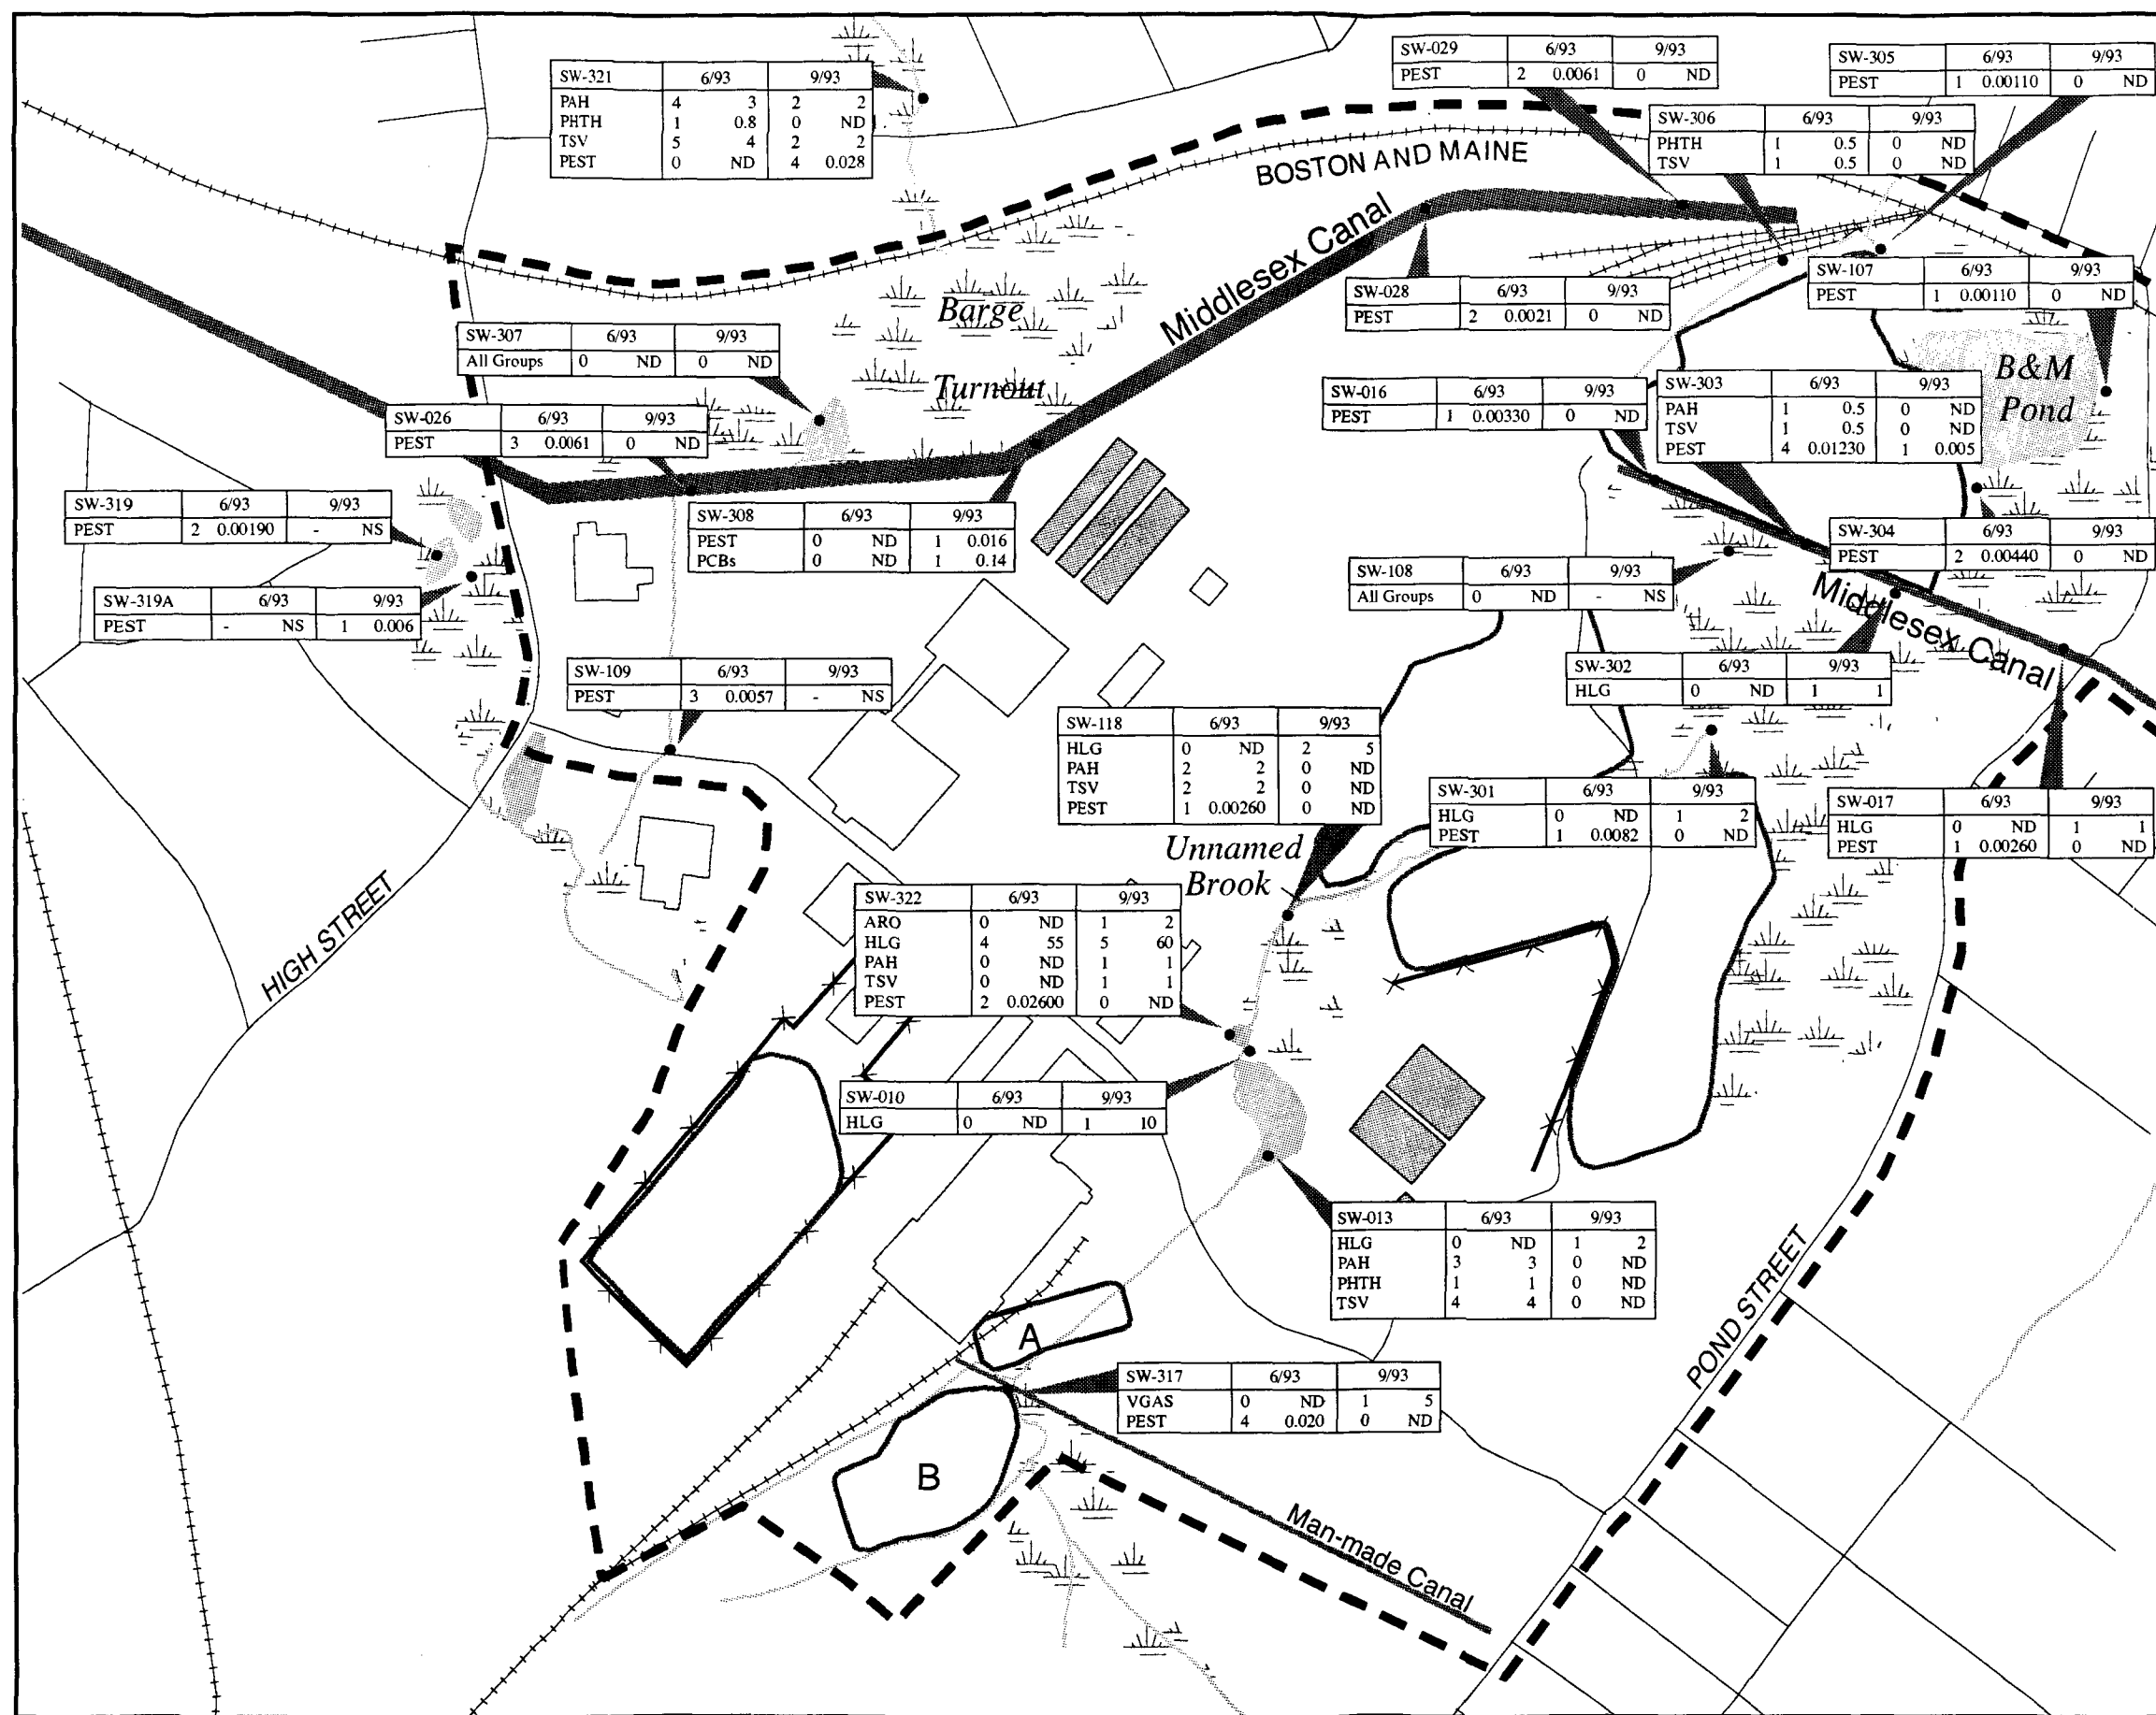 SW-321 6/93 9/93
PAH 4 3 2 2
PHTH 1 0.8 0 ND
TSV 5 4 2 2
PEST 0 ND 4 0.028
SW-029 6/93 9/93
PEST 2 0.0061 0 ND
SW-305 6/93 9/93
PEST 1 0.00110 0 ND
SW-306 6/93 9/93
PHTH 1 0.5 0 ND
TSV 1 0.5 0 ND
BOSTON AND MAINE
Middlesex Canal
SW-028 6/93 9/93
PEST 2 0.0021 0 ND
SW-107 6/93 9/93
PEST 1 0.00110 0 ND
Barge
Turnout
SW-307 6/93 9/93
All Groups 0 ND 0 ND
SW-026 6/93 9/93
PEST 3 0.0061 0 ND
SW-016 6/93 9/93
PEST 1 0.00330 0 ND
SW-303 6/93 9/93
PAH 1 0.5 0 ND
TSV 1 0.5 0 ND
PEST 4 0.01230 1 0.005
B&M
Pond
SW-319 6/93 9/93
PEST 2 0.00190 - NS
SW-308 6/93 9/93
PEST 0 ND 1 0.016
PCBs 0 ND 1 0.14
SW-304 6/93 9/93
PEST 2 0.00440 0 ND
SW-108 6/93 9/93
All Groups 0 ND - NS
SW-319A 6/93 9/93
PEST - NS 1 0.006
Middlesex Canal
SW-109 6/93 9/93
PEST 3 0.0057 - NS
SW-302 6/93 9/93
HLG 0 ND 1 1
SW-118 6/93 9/93
HLG 0 ND 2 5
PAH 2 2 0 ND
TSV 2 2 0 ND
PEST 1 0.00260 0 ND
SW-301 6/93 9/93
HLG 0 ND 1 2
PEST 1 0.0082 0 ND
SW-017 6/93 9/93
HLG 0 ND 1 1
PEST 1 0.00260 0 ND
Unnamed
Brook
HIGH STREET
SW-322 6/93 9/93
ARO 0 ND 1 2
HLG 4 55 5 60
PAH 0 ND 1 1
TSV 0 ND 1 1
PEST 2 0.02600 0 ND
SW-010 6/93 9/93
HLG 0 ND 1 10
SW-013 6/93 9/93
HLG 0 ND 1 2
PAH 3 3 0 ND
PHTH 1 1 0 ND
TSV 4 4 0 ND
POND STREET
A
SW-317 6/93 9/93
VGAS 0 ND 1 5
PEST 4 0.020 0 ND
B
Man-made Canal